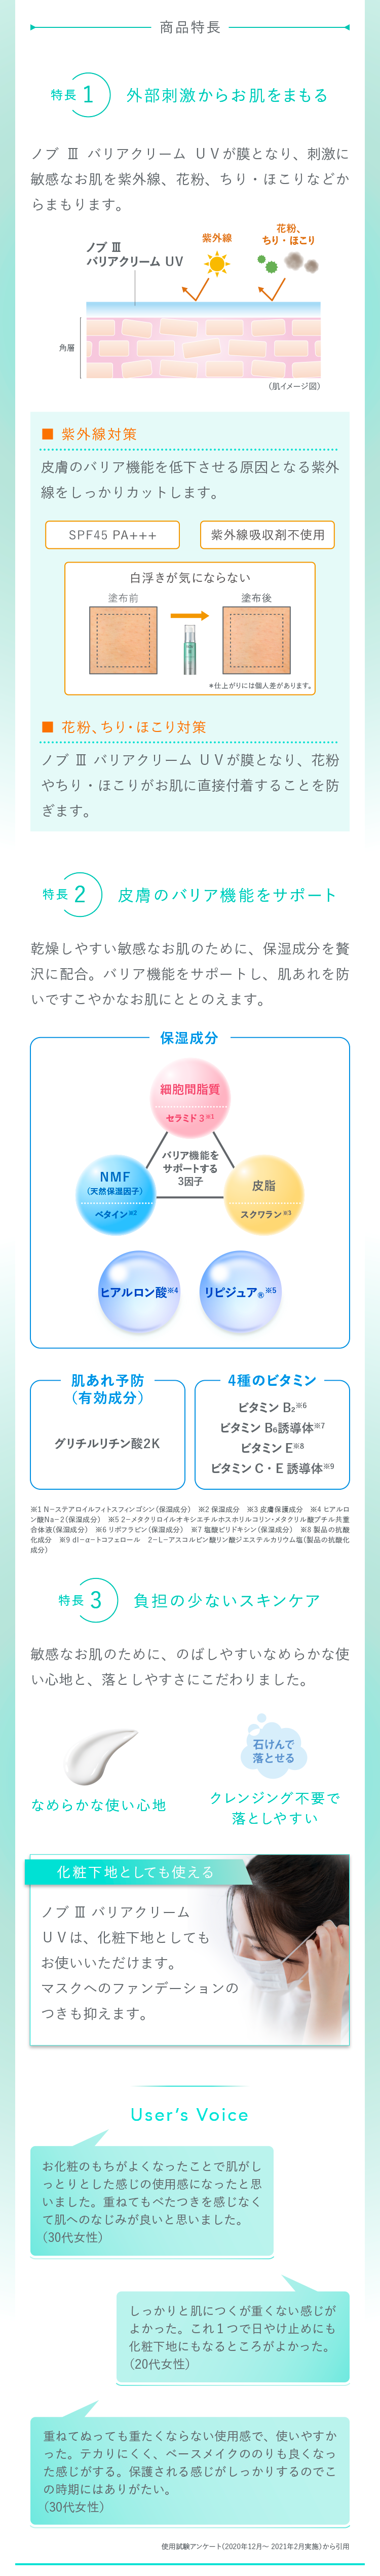 商品特長
特長 1 外部刺激からお肌をまもる
ノブ Ⅲ バリアクリーム ＵＶが膜となり、刺激に
敏感なお肌を紫外線、花粉、ちり・ほこりなどか
らまもります。
ノブ Ⅲ
バリアクリーム UV
紫外線
花粉、
ちり・ほこり
角層
（肌イメージ図）
■ 紫外線対策
皮膚のバリア機能を低下させる原因となる紫外
線をしっかりカットします。
SPF45 PA+++
紫外線吸収剤不使用
白浮きが気にならない
塗布前
塗布後
＊仕上がりには個人差があります。
■ 花粉、ちり・ほこり対策
ノブ Ⅲ バリアクリーム ＵＶが膜となり、花粉
やちり・ほこりがお肌に直接付着することを防
ぎます。
特長 2 皮膚のバリア機能をサポート
乾燥しやすい敏感なお肌のために、保湿成分を贅
沢に配合。バリア機能をサポートし、肌あれを防
いですこやかなお肌にととのえます。
保湿成分
細胞間脂質
セラミド 3※1
バリア機能を
サポートする
3因子
NMF
（天然保湿因子）
ベタイン※2
皮脂
スクワラン※3
ヒアルロン酸※4
リピジュア®※5
肌あれ予防
（有効成分）
グリチルリチン酸2K
4種のビタミン
ビタミン B₂※6
ビタミン B₆誘導体※7
ビタミン E※8
ビタミン C・E 誘導体※9
※1 N−ステアロイルフィトスフィンゴシン（保湿成分） ※2 保湿成分 ※3 皮膚保護成分 ※4 ヒアルロ
ン酸Na−2（保湿成分） ※5 2−メタクリロイルオキシエチルホスホリルコリン・メタクリル酸ブチル共重
合体液（保湿成分） ※6 リボフラビン（保湿成分） ※7 塩酸ピリドキシン（保湿成分） ※8 製品の抗酸
化成分 ※9 dl−α−トコフェロール 2−L−アスコルビン酸リン酸ジエステルカリウム塩（製品の抗酸化
成分）
特長 3 負担の少ないスキンケア
敏感なお肌のために、のばしやすいなめらかな使
い心地と、落としやすさにこだわりました。
なめらかな使い心地
石けんで
落とせる
クレンジング不要で
落としやすい
化粧下地としても使える
ノブ Ⅲ バリアクリーム
ＵＶは、化粧下地としても
お使いいただけます。
マスクへのファンデーションの
つきも抑えます。
User's Voice
お化粧のもちがよくなったことで肌がし
っとりとした感じの使用感になったと思
いました。重ねてもべたつきを感じなく
て肌へのなじみが良いと思いました。
（30代女性）
しっかりと肌につくが重くない感じが
よかった。これ１つで日やけ止めにも
化粧下地にもなるところがよかった。
（20代女性）
重ねてぬっても重たくならない使用感で、使いやすか
った。テカリにくく、ベースメイクののりも良くなっ
た感じがする。保護される感じがしっかりするのでこ
の時期にはありがたい。
（30代女性）
使用試験アンケート（2020年12月〜 2021年2月実施）から引用